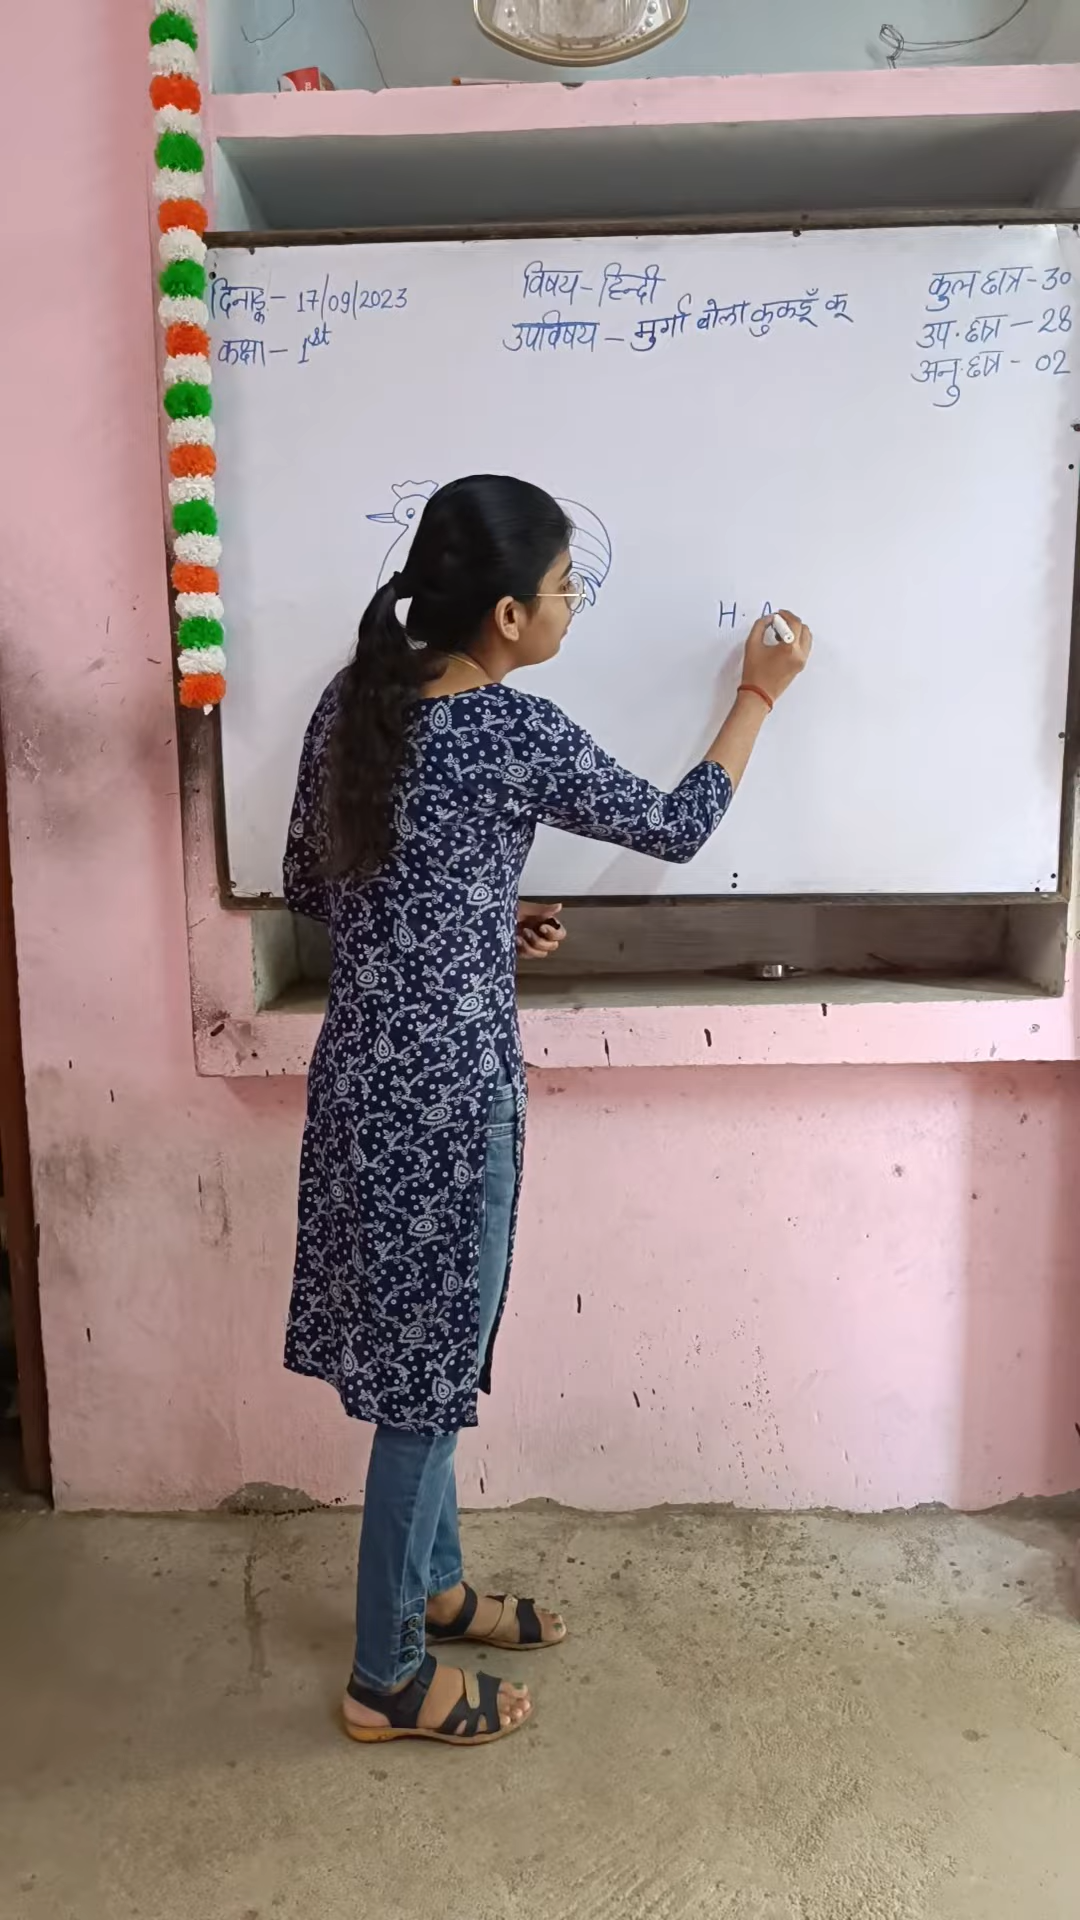 दिनाङ्क - 17/09/2023
कक्षा - 1st
विषय - हिन्दी
उपविषय - मुर्गा बोला कुकड़ूँ कू
कुल छात्र - 30
उप. छात्र - 28
अनु. छात्र - 02
H.